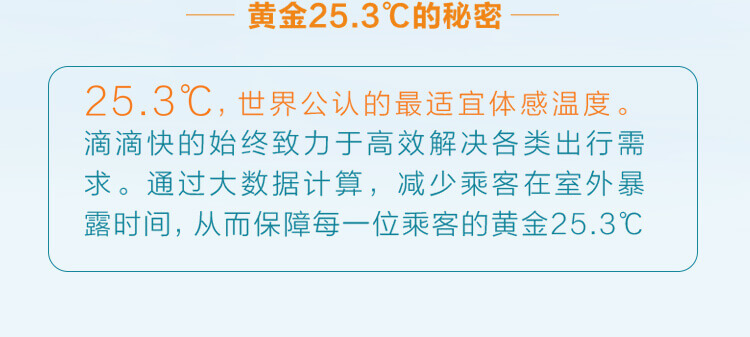 黄金25.3℃的秘密
25.3℃，世界公认的最适宜体感温度。
滴滴快的始终致力于高效解决各类出行需
求。通过大数据计算，减少乘客在室外暴
露时间，从而保障每一位乘客的黄金25.3℃